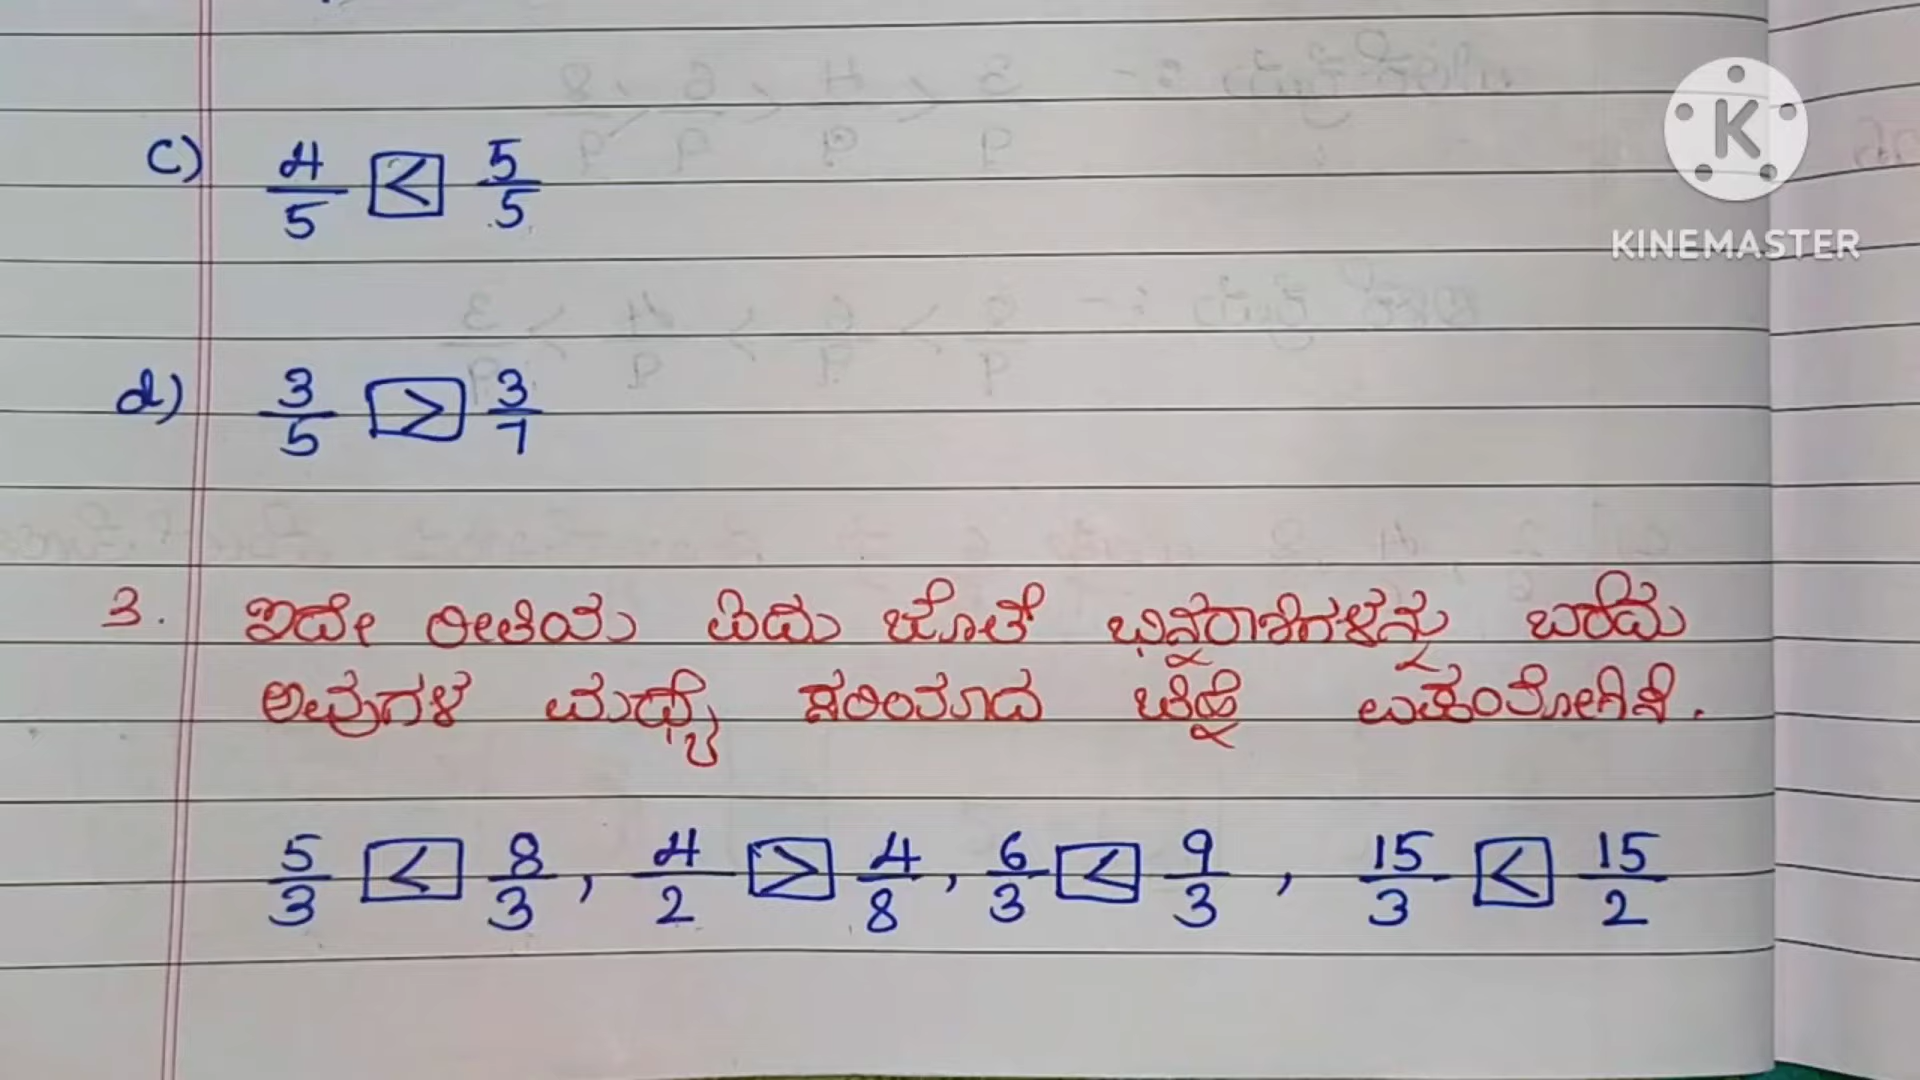 KINEMASTER
c) 4/5 < 5/5
d) 3/5 > 3/7
3. ಇದೇ ರೀತಿಯ ಐದು ಜೊತೆ ಭಿನ್ನರಾಶಿಗಳನ್ನು ಬರೆದು
ಅವುಗಳ ಮಧ್ಯೆ ಸರಿಯಾದ ಚಿಹ್ನೆ ಉಪಯೋಗಿಸಿ.
5/3 < 8/3 , 4/2 > 4/8 , 6/3 < 9/3 , 15/3 < 15/2